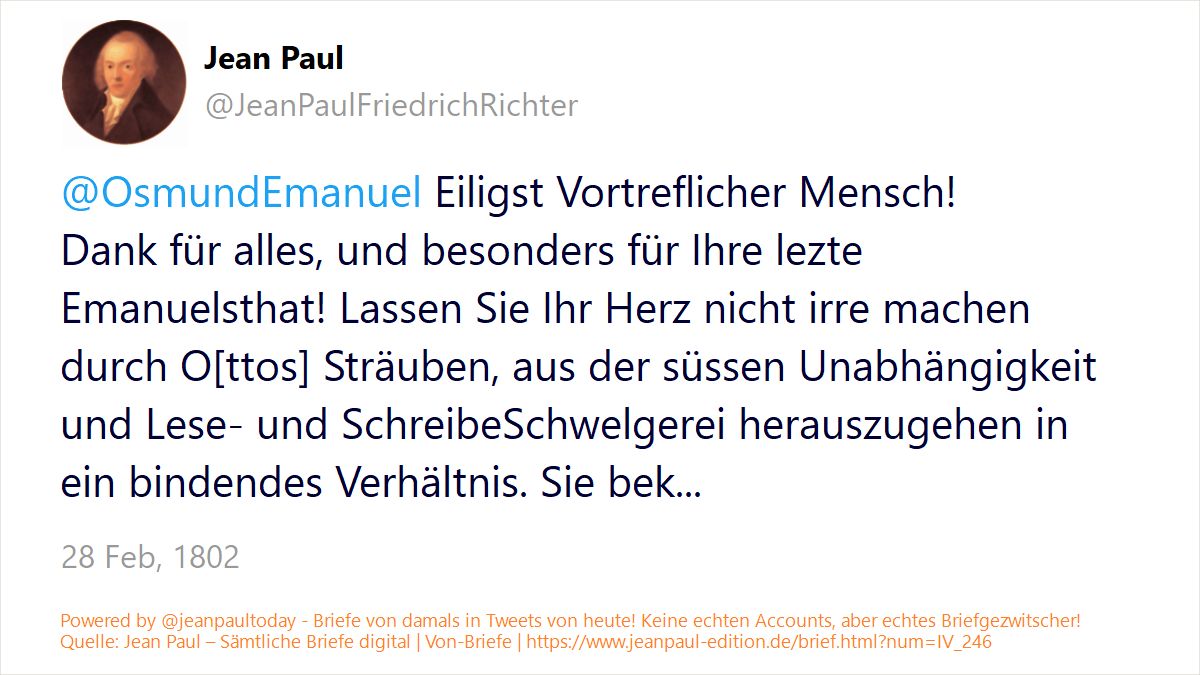 Jean Paul
@JeanPaulFriedrichRichter
@OsmundEmanuel Eiligst Vortreflicher Mensch!
Dank für alles, und besonders für Ihre lezte
Emanuelsthat! Lassen Sie Ihr Herz nicht irre machen
durch O[ttos] Sträuben, aus der süssen Unabhängigkeit
und Lese- und SchreibeSchwelgerei herauszugehen in
ein bindendes Verhältnis. Sie bek...
28 Feb, 1802
Powered by @jeanpaultoday - Briefe von damals in Tweets von heute! Keine echten Accounts, aber echtes Briefgezwitscher!
Quelle: Jean Paul – Sämtliche Briefe digital | Von-Briefe | https://www.jeanpaul-edition.de/brief.html?num=IV_246